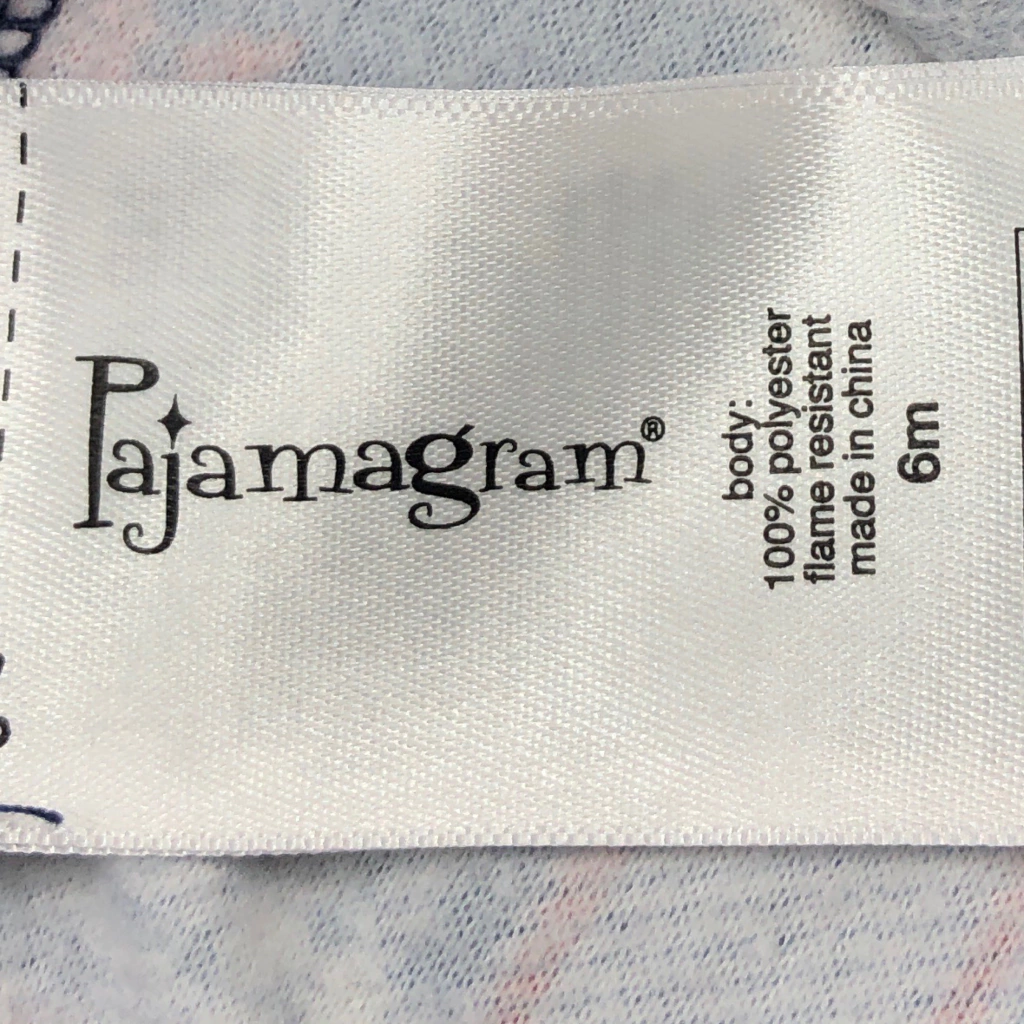 Pajamagram®
body:
100% polyester
flame resistant
made in china
6m